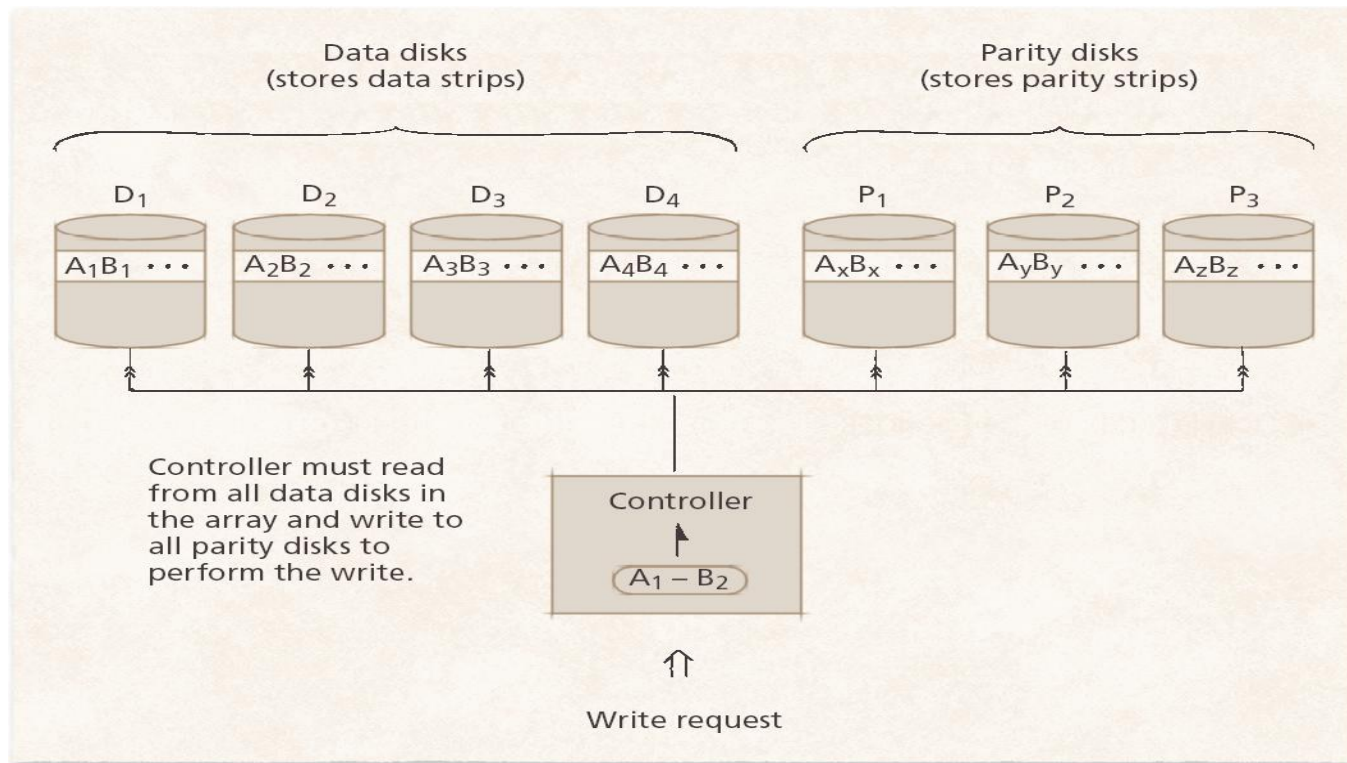 Data disks
(stores data strips)
Parity disks
(stores parity strips)
D₁
D₂
D₃
D₄
P₁
P₂
P₃
A₁B₁ • • •
A₂B₂ • • •
A₃B₃ • • •
A₄B₄ • • •
AₓBₓ • • •
AᵧBᵧ • • •
A_zB_z • • •
Controller must read
from all data disks in
the array and write to
all parity disks to
perform the write.
Controller
A₁ – B₂
Write request